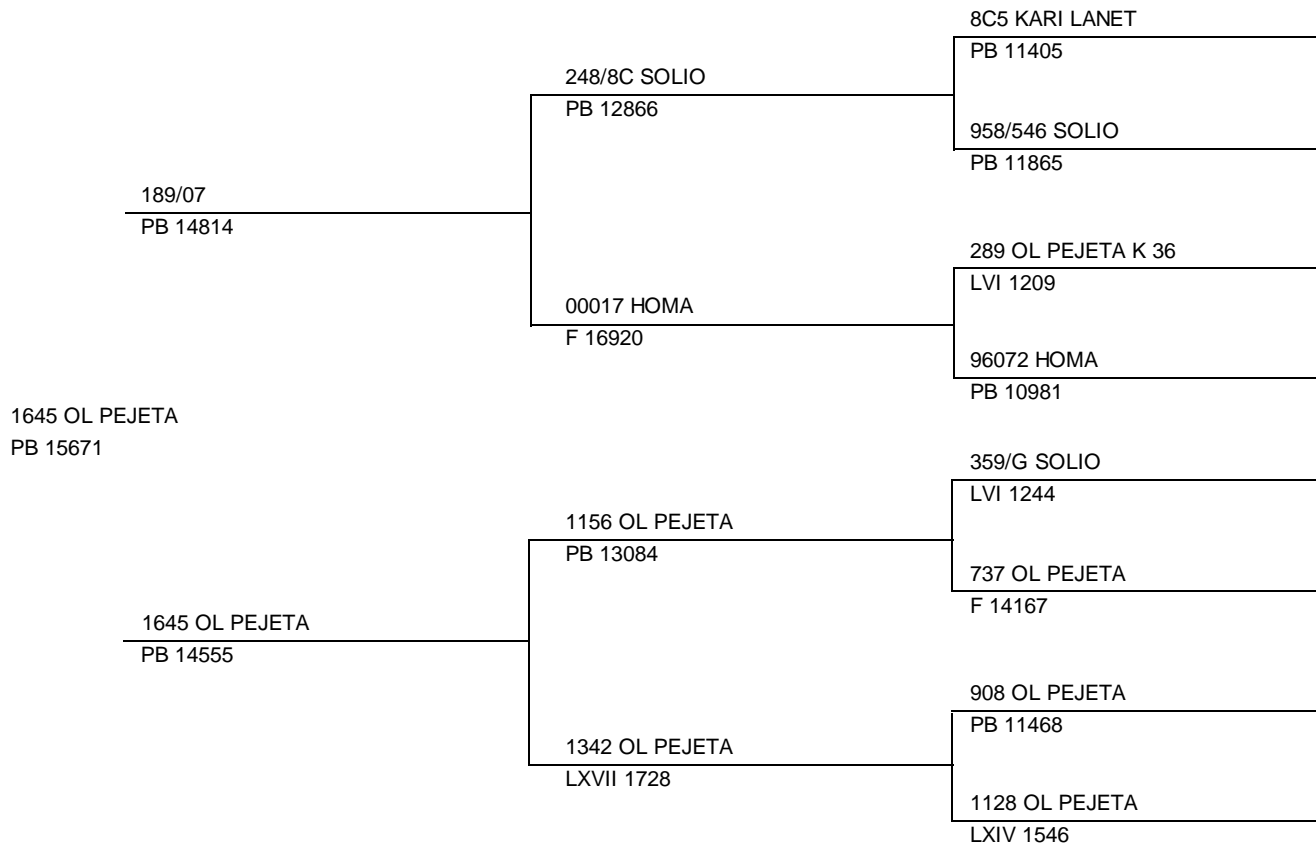 8C5 KARI LANET
PB 11405
248/8C SOLIO
PB 12866
958/546 SOLIO
PB 11865
189/07
PB 14814
289 OL PEJETA K 36
LVI 1209
00017 HOMA
F 16920
96072 HOMA
PB 10981
1645 OL PEJETA
PB 15671
359/G SOLIO
LVI 1244
1156 OL PEJETA
PB 13084
737 OL PEJETA
F 14167
1645 OL PEJETA
PB 14555
908 OL PEJETA
PB 11468
1342 OL PEJETA
LXVII 1728
1128 OL PEJETA
LXIV 1546